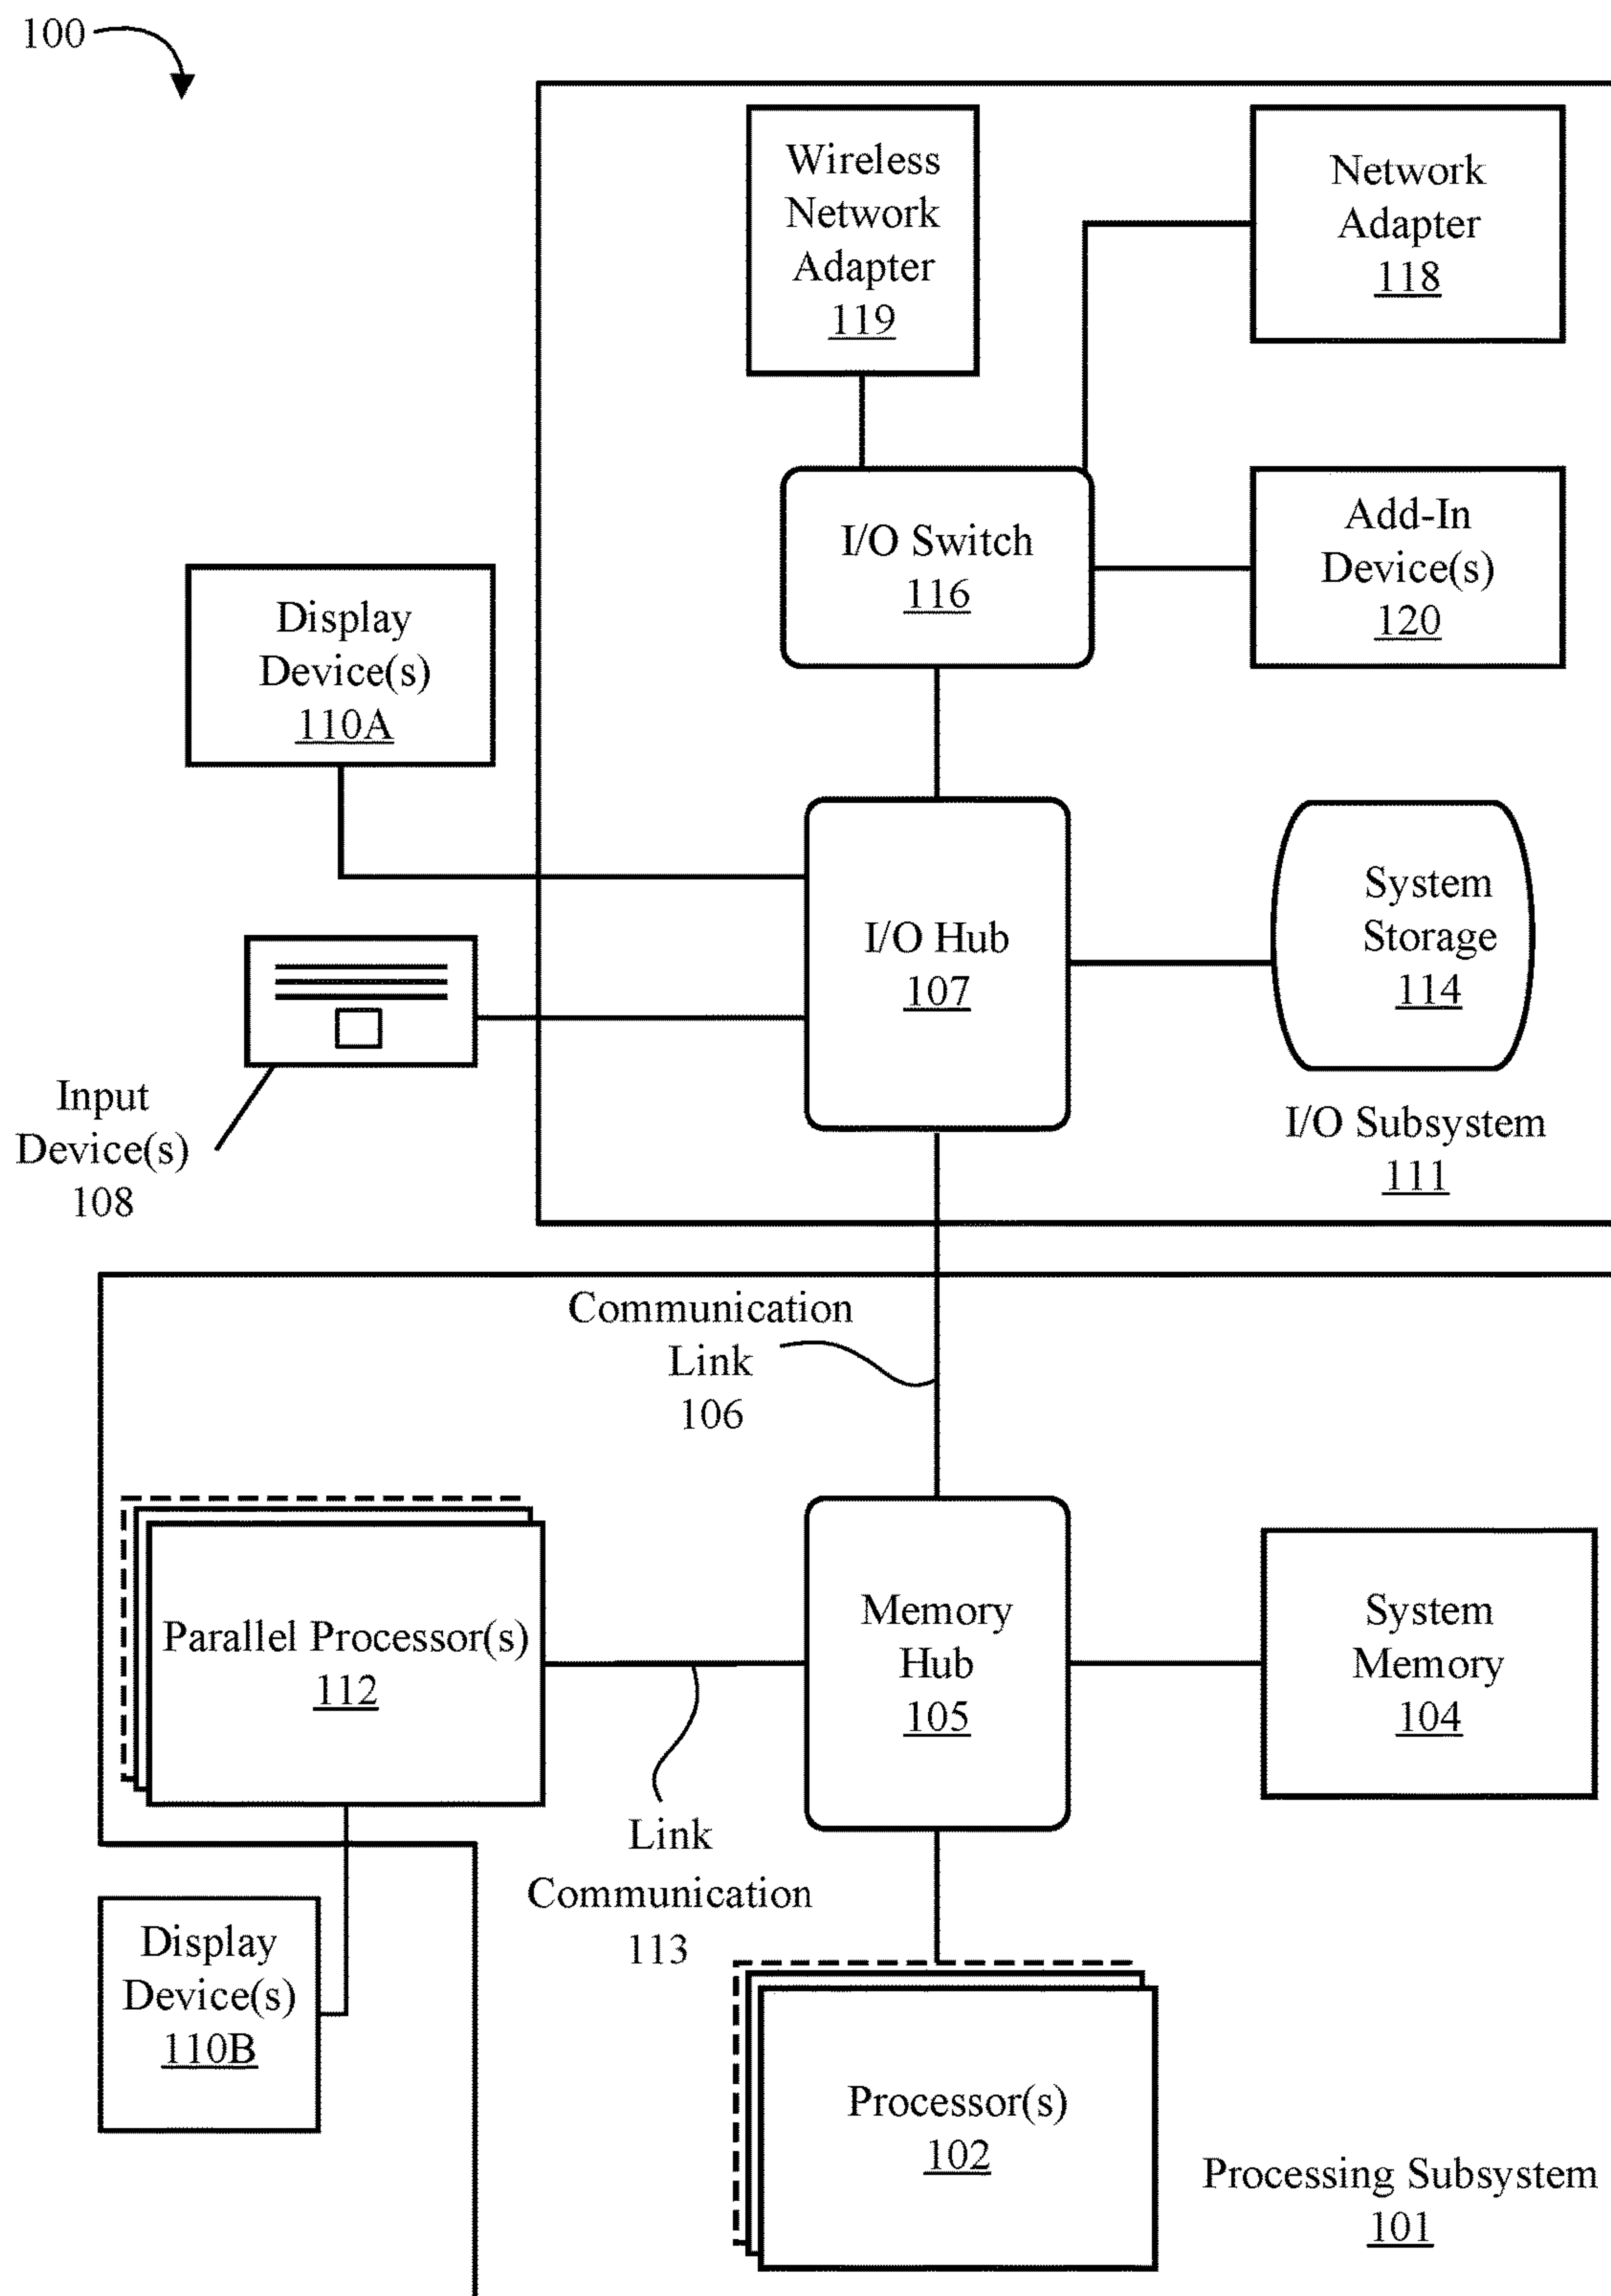 100
Wireless
Network
Adapter
119
Network
Adapter
118
I/O Switch
116
Add-In
Device(s)
120
Display
Device(s)
110A
I/O Hub
107
System
Storage
114
Input
Device(s)
108
I/O Subsystem
111
Communication
Link
106
Parallel Processor(s)
112
Memory
Hub
105
System
Memory
104
Link
Communication
113
Display
Device(s)
110B
Processor(s)
102
Processing Subsystem
101